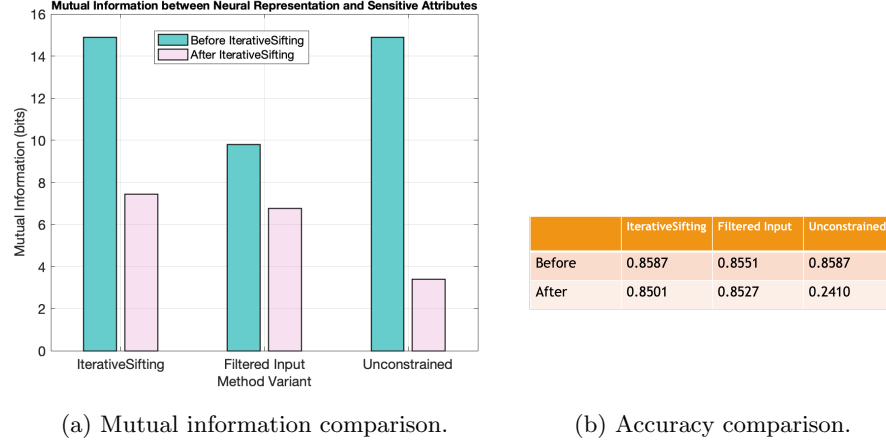 Mutual Information between Neural Representation and Sensitive Attributes
16
14
12
10
8
6
4
2
0
Mutual Information (bits)
Before IterativeSifting
After IterativeSifting
IterativeSifting
Filtered Input
Unconstrained
Method Variant
(a) Mutual information comparison.
IterativeSifting Filtered Input Unconstrained
Before 0.8587 0.8551 0.8587
After 0.8501 0.8527 0.2410
(b) Accuracy comparison.